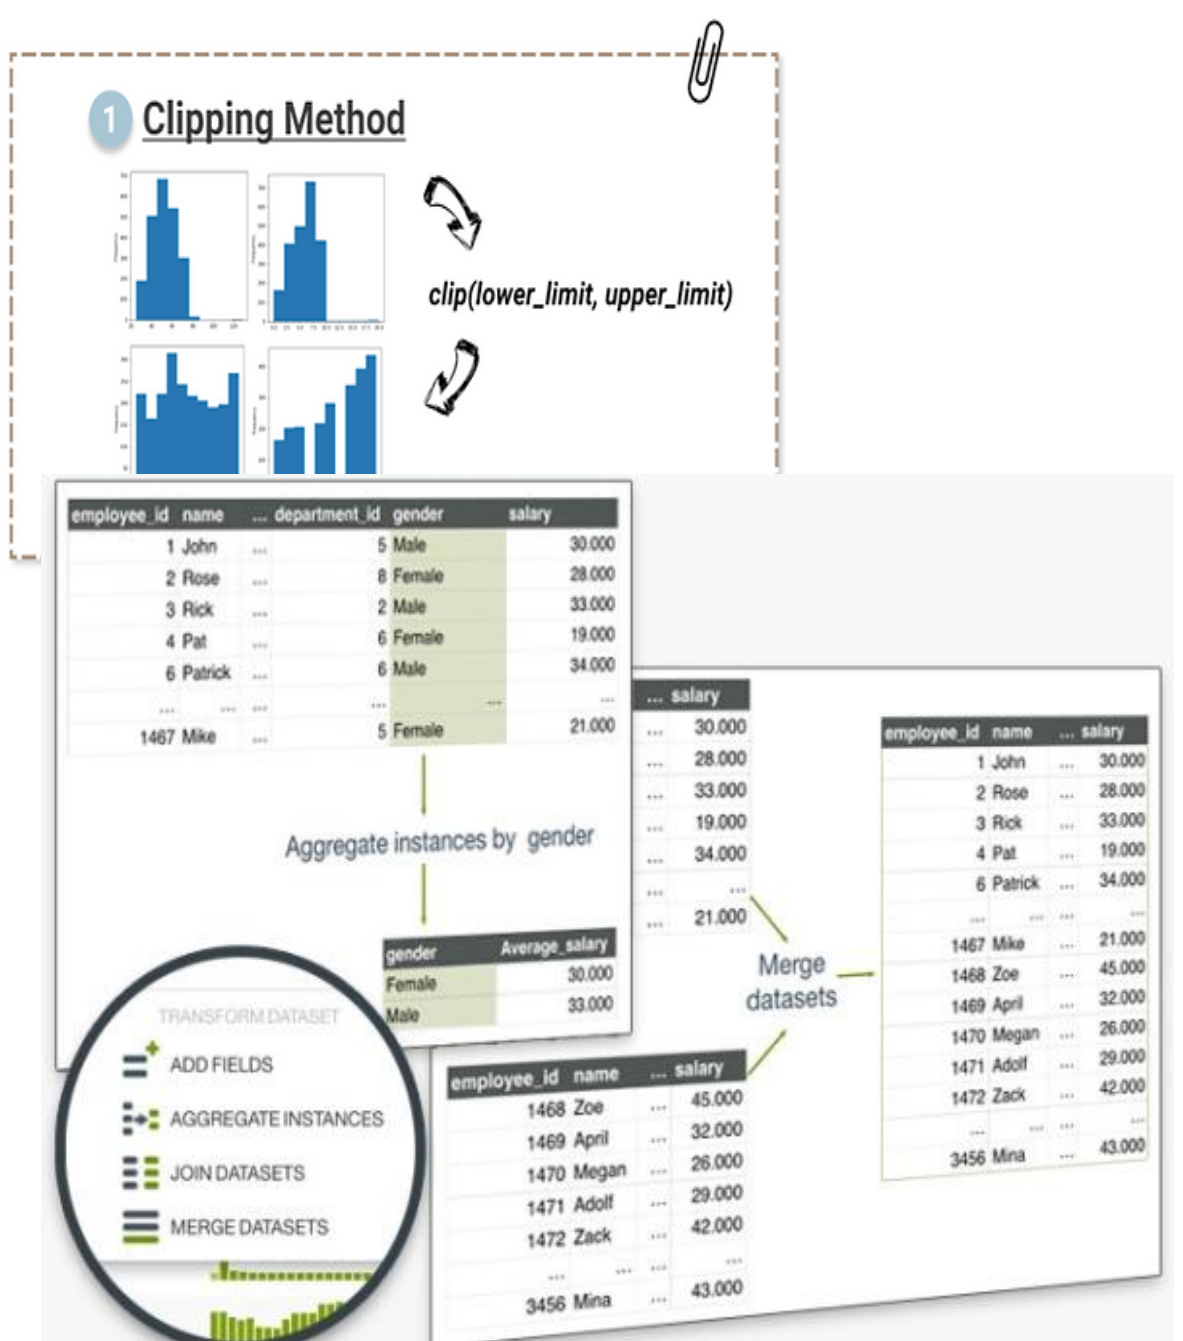 1 Clipping Method
clip(lower_limit, upper_limit)
employee_id name ... department_id gender salary
1 John ... 5 Male 30.000
2 Rose ... 8 Female 28.000
3 Rick ... 2 Male 33.000
4 Pat ... 6 Female 19.000
6 Patrick ... 6 Male 34.000
... ... ... ... ... ...
1467 Mike ... 5 Female 21.000
Aggregate instances by gender
gender Average_salary
Female 30.000
Male 33.000
... salary
... 30.000
... 28.000
... 33.000
... 19.000
... 34.000
... ...
... 21.000
Merge
datasets
employee_id name ... salary
1468 Zoe ... 45.000
1469 April ... 32.000
1470 Megan ... 26.000
1471 Adolf ... 29.000
1472 Zack ... 42.000
... ... ... ...
3456 Mina ... 43.000
employee_id name ... salary
1 John ... 30.000
2 Rose ... 28.000
3 Rick ... 33.000
4 Pat ... 19.000
6 Patrick ... 34.000
... ... ... ...
1467 Mike ... 21.000
1468 Zoe ... 45.000
1469 April ... 32.000
1470 Megan ... 26.000
1471 Adolf ... 29.000
1472 Zack ... 42.000
... ... ... ...
3456 Mina ... 43.000
TRANSFORM DATASET
ADD FIELDS
AGGREGATE INSTANCES
JOIN DATASETS
MERGE DATASETS